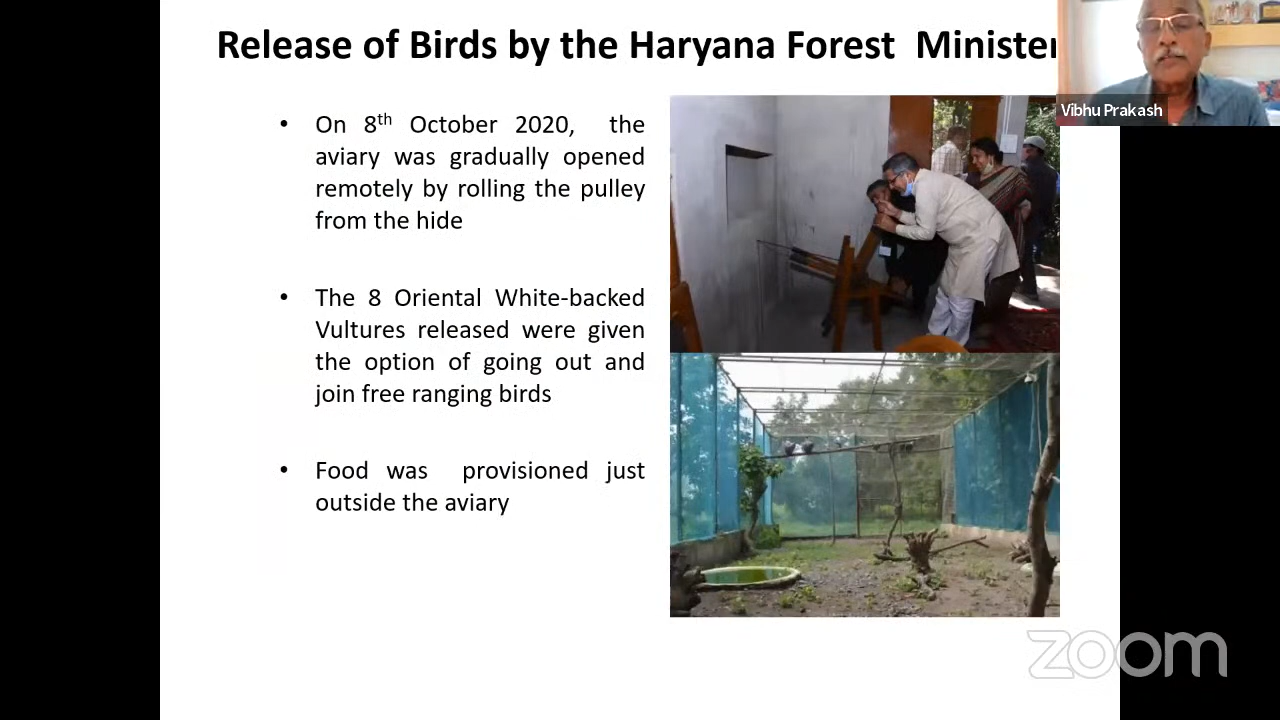 Release of Birds by the Haryana Forest Minister
Vibhu Prakash
• On 8th October 2020, the
aviary was gradually opened
remotely by rolling the pulley
from the hide
• The 8 Oriental White-backed
Vultures released were given
the option of going out and
join free ranging birds
• Food was provisioned just
outside the aviary
zoom